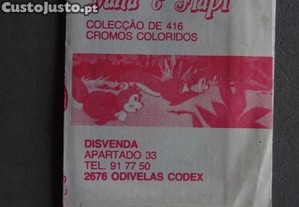 CustoJusto.pt
COLECÇÃO DE 416
CROMOS COLORIDOS
DISVENDA
APARTADO 33
TEL. 91 77 50
2676 ODIVELAS CODEX